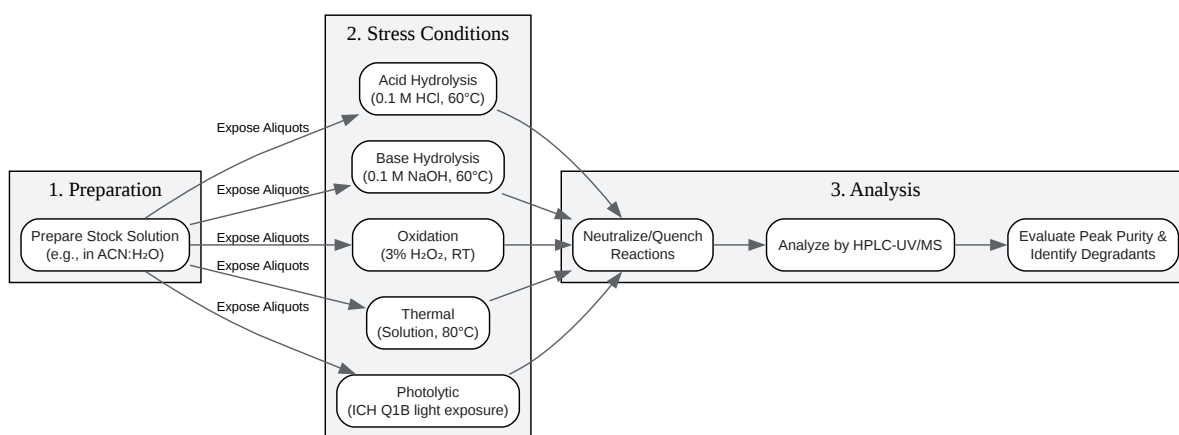 1. Preparation
Prepare Stock Solution
(e.g., in ACN:H₂O)
Expose Aliquots
Expose Aliquots
Expose Aliquots
Expose Aliquots
Expose Aliquots
2. Stress Conditions
Acid Hydrolysis
(0.1 M HCl, 60°C)
Base Hydrolysis
(0.1 M NaOH, 60°C)
Oxidation
(3% H₂O₂, RT)
Thermal
(Solution, 80°C)
Photolytic
(ICH Q1B light exposure)
3. Analysis
Neutralize/Quench
Reactions
Analyze by HPLC-UV/MS
Evaluate Peak Purity &
Identify Degradants